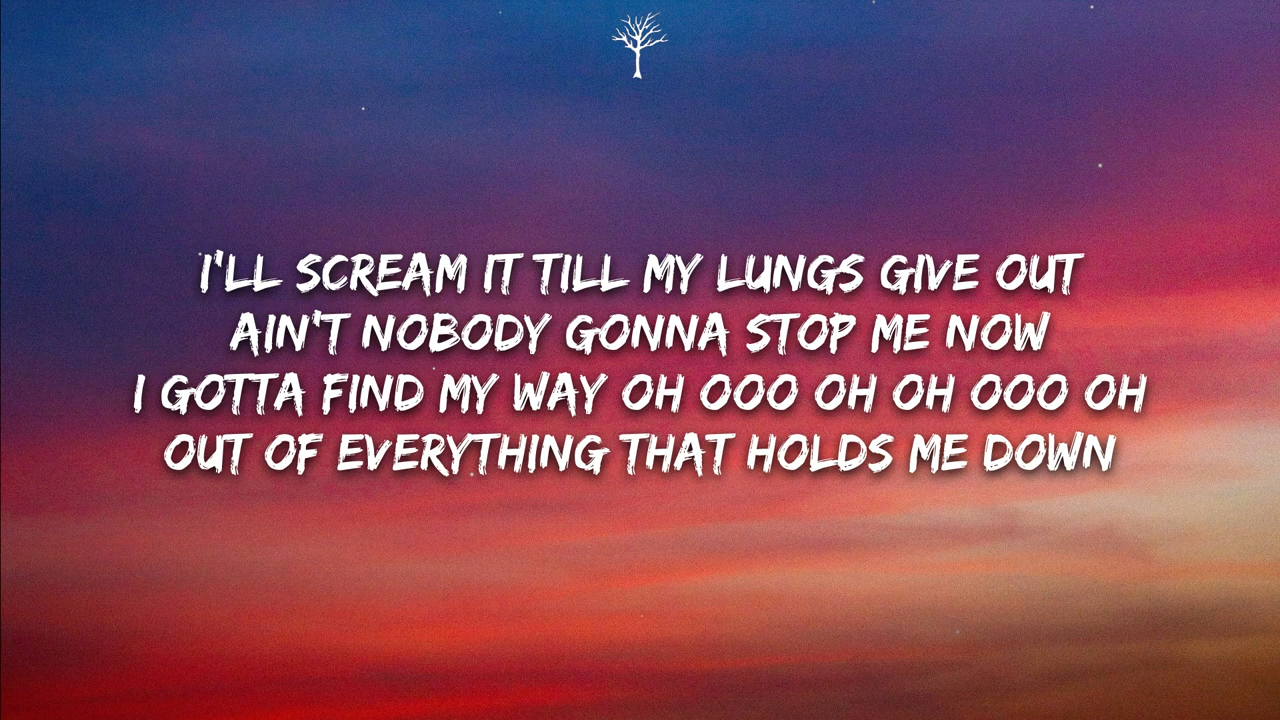 I'LL SCREAM IT TILL MY LUNGS GIVE OUT
AIN'T NOBODY GONNA STOP ME NOW
I GOTTA FIND MY WAY OH OOO OH OH OOO OH
OUT OF EVERYTHING THAT HOLDS ME DOWN